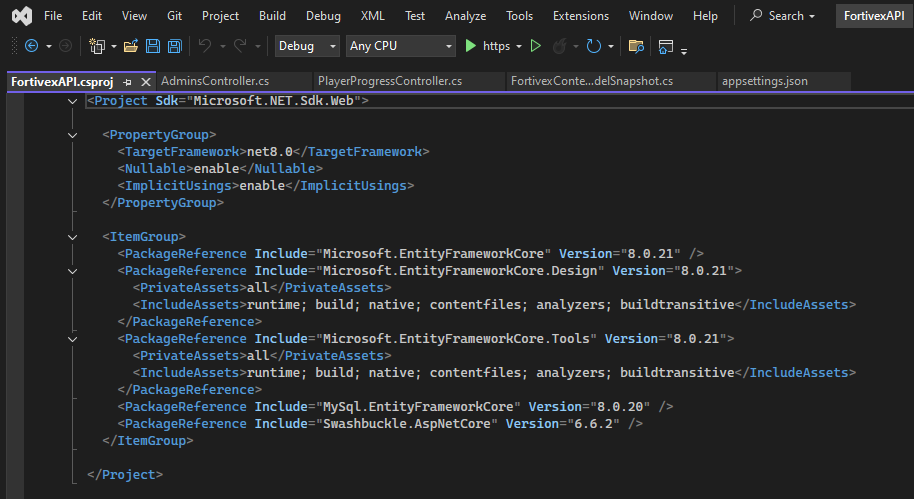 File Edit View Git Project Build Debug XML Test Analyze Tools Extensions Window Help Search FortivexAPI
Debug Any CPU https
FortivexAPI.csproj AdminsController.cs PlayerProgressController.cs FortivexConte...delSnapshot.cs appsettings.json
<Project Sdk="Microsoft.NET.Sdk.Web">
<PropertyGroup>
<TargetFramework>net8.0</TargetFramework>
<Nullable>enable</Nullable>
<ImplicitUsings>enable</ImplicitUsings>
</PropertyGroup>
<ItemGroup>
<PackageReference Include="Microsoft.EntityFrameworkCore" Version="8.0.21" />
<PackageReference Include="Microsoft.EntityFrameworkCore.Design" Version="8.0.21">
<PrivateAssets>all</PrivateAssets>
<IncludeAssets>runtime; build; native; contentfiles; analyzers; buildtransitive</IncludeAssets>
</PackageReference>
<PackageReference Include="Microsoft.EntityFrameworkCore.Tools" Version="8.0.21">
<PrivateAssets>all</PrivateAssets>
<IncludeAssets>runtime; build; native; contentfiles; analyzers; buildtransitive</IncludeAssets>
</PackageReference>
<PackageReference Include="MySql.EntityFrameworkCore" Version="8.0.20" />
<PackageReference Include="Swashbuckle.AspNetCore" Version="6.6.2" />
</ItemGroup>
</Project>